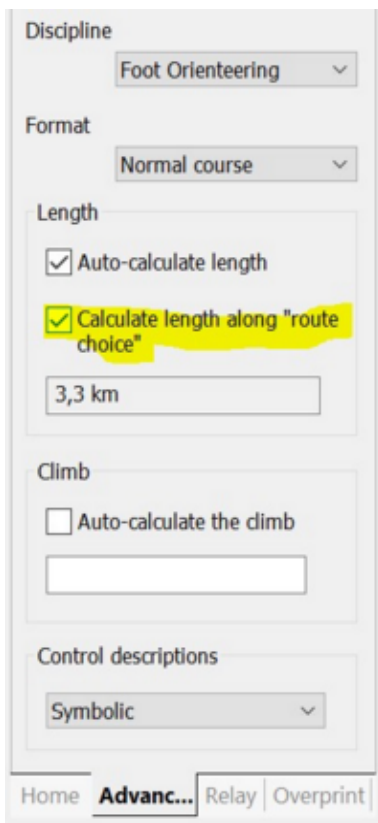 Discipline
Foot Orienteering
Format
Normal course
Length
Auto-calculate length
Calculate length along "route
choice"
3,3 km
Climb
Auto-calculate the climb
Control descriptions
Symbolic
Home Advanc... Relay Overprint